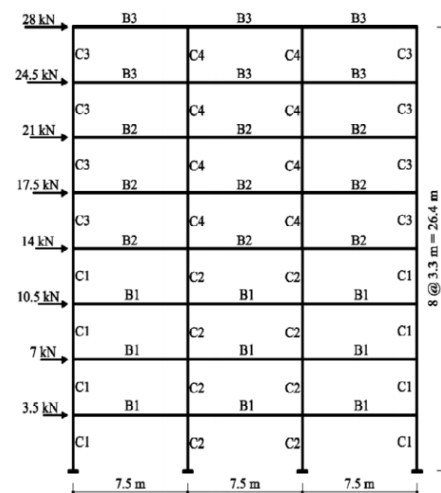 28 kN B3 B3 B3
C3 C4 C4 C3
24.5 kN B3 B3 B3
C3 C4 C4 C3
21 kN B2 B2 B2
C3 C4 C4 C3
17.5 kN B2 B2 B2
C3 C4 C4 C3
14 kN B2 B2 B2
C1 C2 C2 C1
10.5 kN B1 B1 B1
C1 C2 C2 C1
7 kN B1 B1 B1
C1 C2 C2 C1
3.5 kN B1 B1 B1
C1 C2 C2 C1
7.5 m 7.5 m 7.5 m
8 @ 3.3 m = 26.4 m